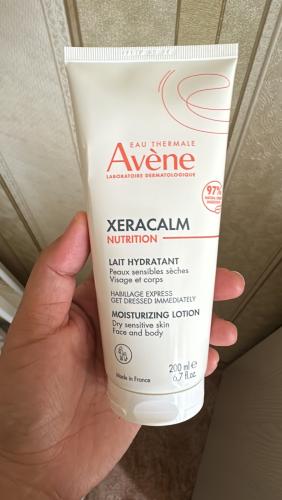 EAU THERMALE
Avène
LABORATOIRE DERMATOLOGIQUE
97%
XERACALM
NUTRITION
LAIT HYDRATANT
Peaux sensibles sèches
Visage et corps
HABILLAGE EXPRESS
GET DRESSED IMMEDIATELY
MOISTURIZING LOTION
Dry sensitive skin
Face and body
200 ml e
6.7 fl.oz.
Made in France